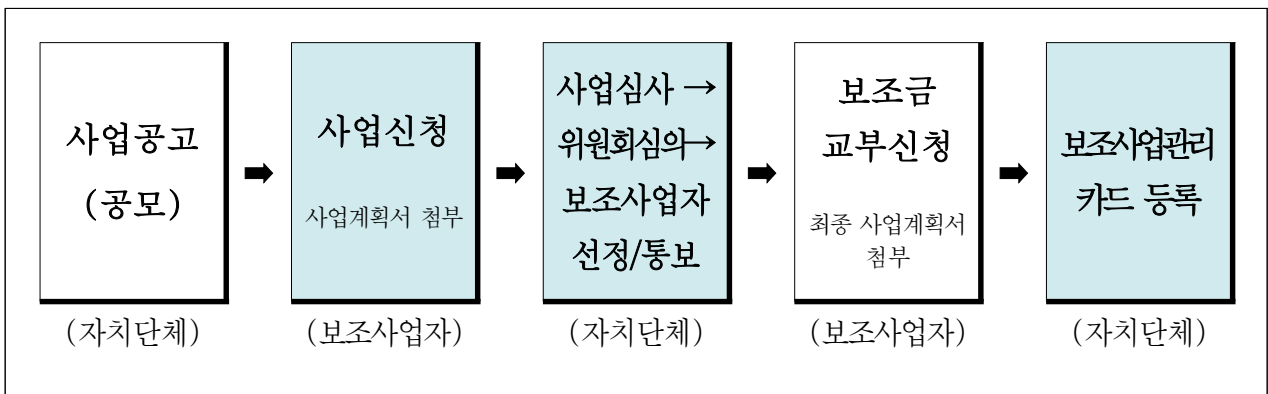 사업공고
(공모)
➡
사업신청
사업계획서 첨부
➡
사업심사 →
위원회심의→
보조사업자
선정/통보
➡
보조금
교부신청
최종 사업계획서
첨부
➡
보조사업관리
카드 등록
(자치단체)
(보조사업자)
(자치단체)
(보조사업자)
(자치단체)